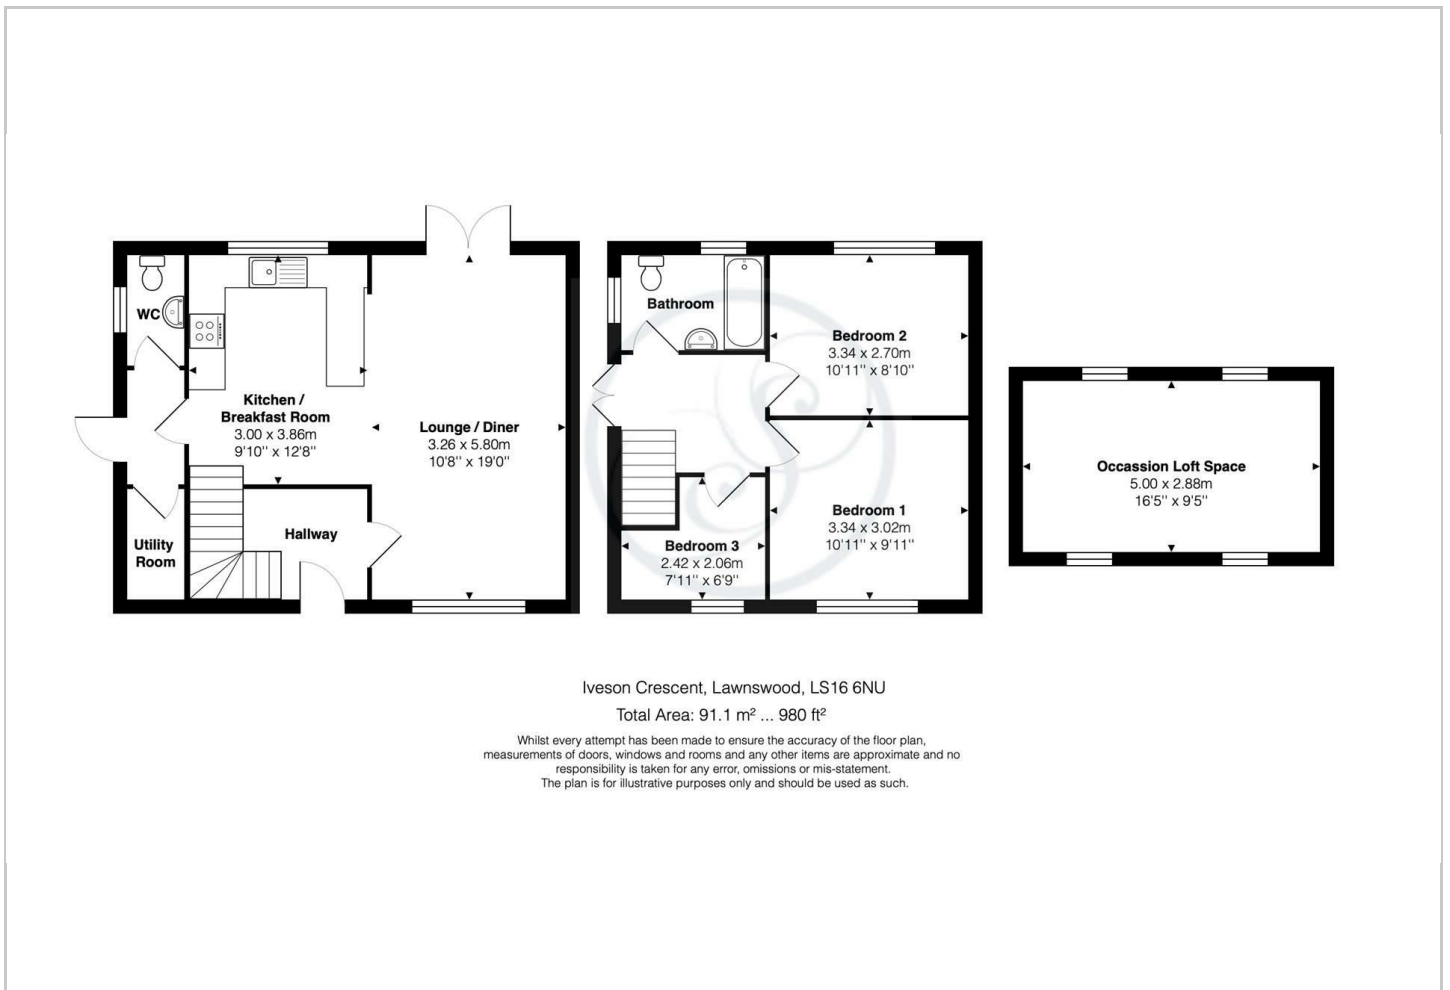 WC
Kitchen /
Breakfast Room
3.00 x 3.86m
9'10'' x 12'8''
Lounge / Diner
3.26 x 5.80m
10'8'' x 19'0''
Hallway
Utility
Room
Bathroom
Bedroom 2
3.34 x 2.70m
10'11'' x 8'10''
Bedroom 1
3.34 x 3.02m
10'11'' x 9'11''
Bedroom 3
2.42 x 2.06m
7'11'' x 6'9''
Occassion Loft Space
5.00 x 2.88m
16'5'' x 9'5''
Iveson Crescent, Lawnswood, LS16 6NU
Total Area: 91.1 m² ... 980 ft²
Whilst every attempt has been made to ensure the accuracy of the floor plan,
measurements of doors, windows and rooms and any other items are approximate and no
responsibility is taken for any error, omissions or mis-statement.
The plan is for illustrative purposes only and should be used as such.